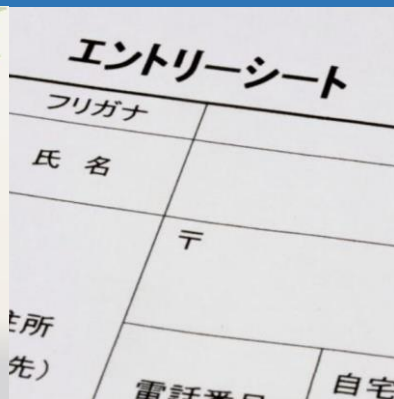 エントリーシート
フリガナ
氏 名
〒
所
先)
電話番号
自宅